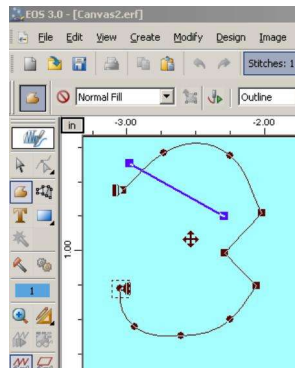 EOS 3.0 - [Canvas2.erf]
File Edit View Create Modify Design Image
Stitches: 1
Normal Fill Outline
in -3.00 -2.00
1.00
T
1